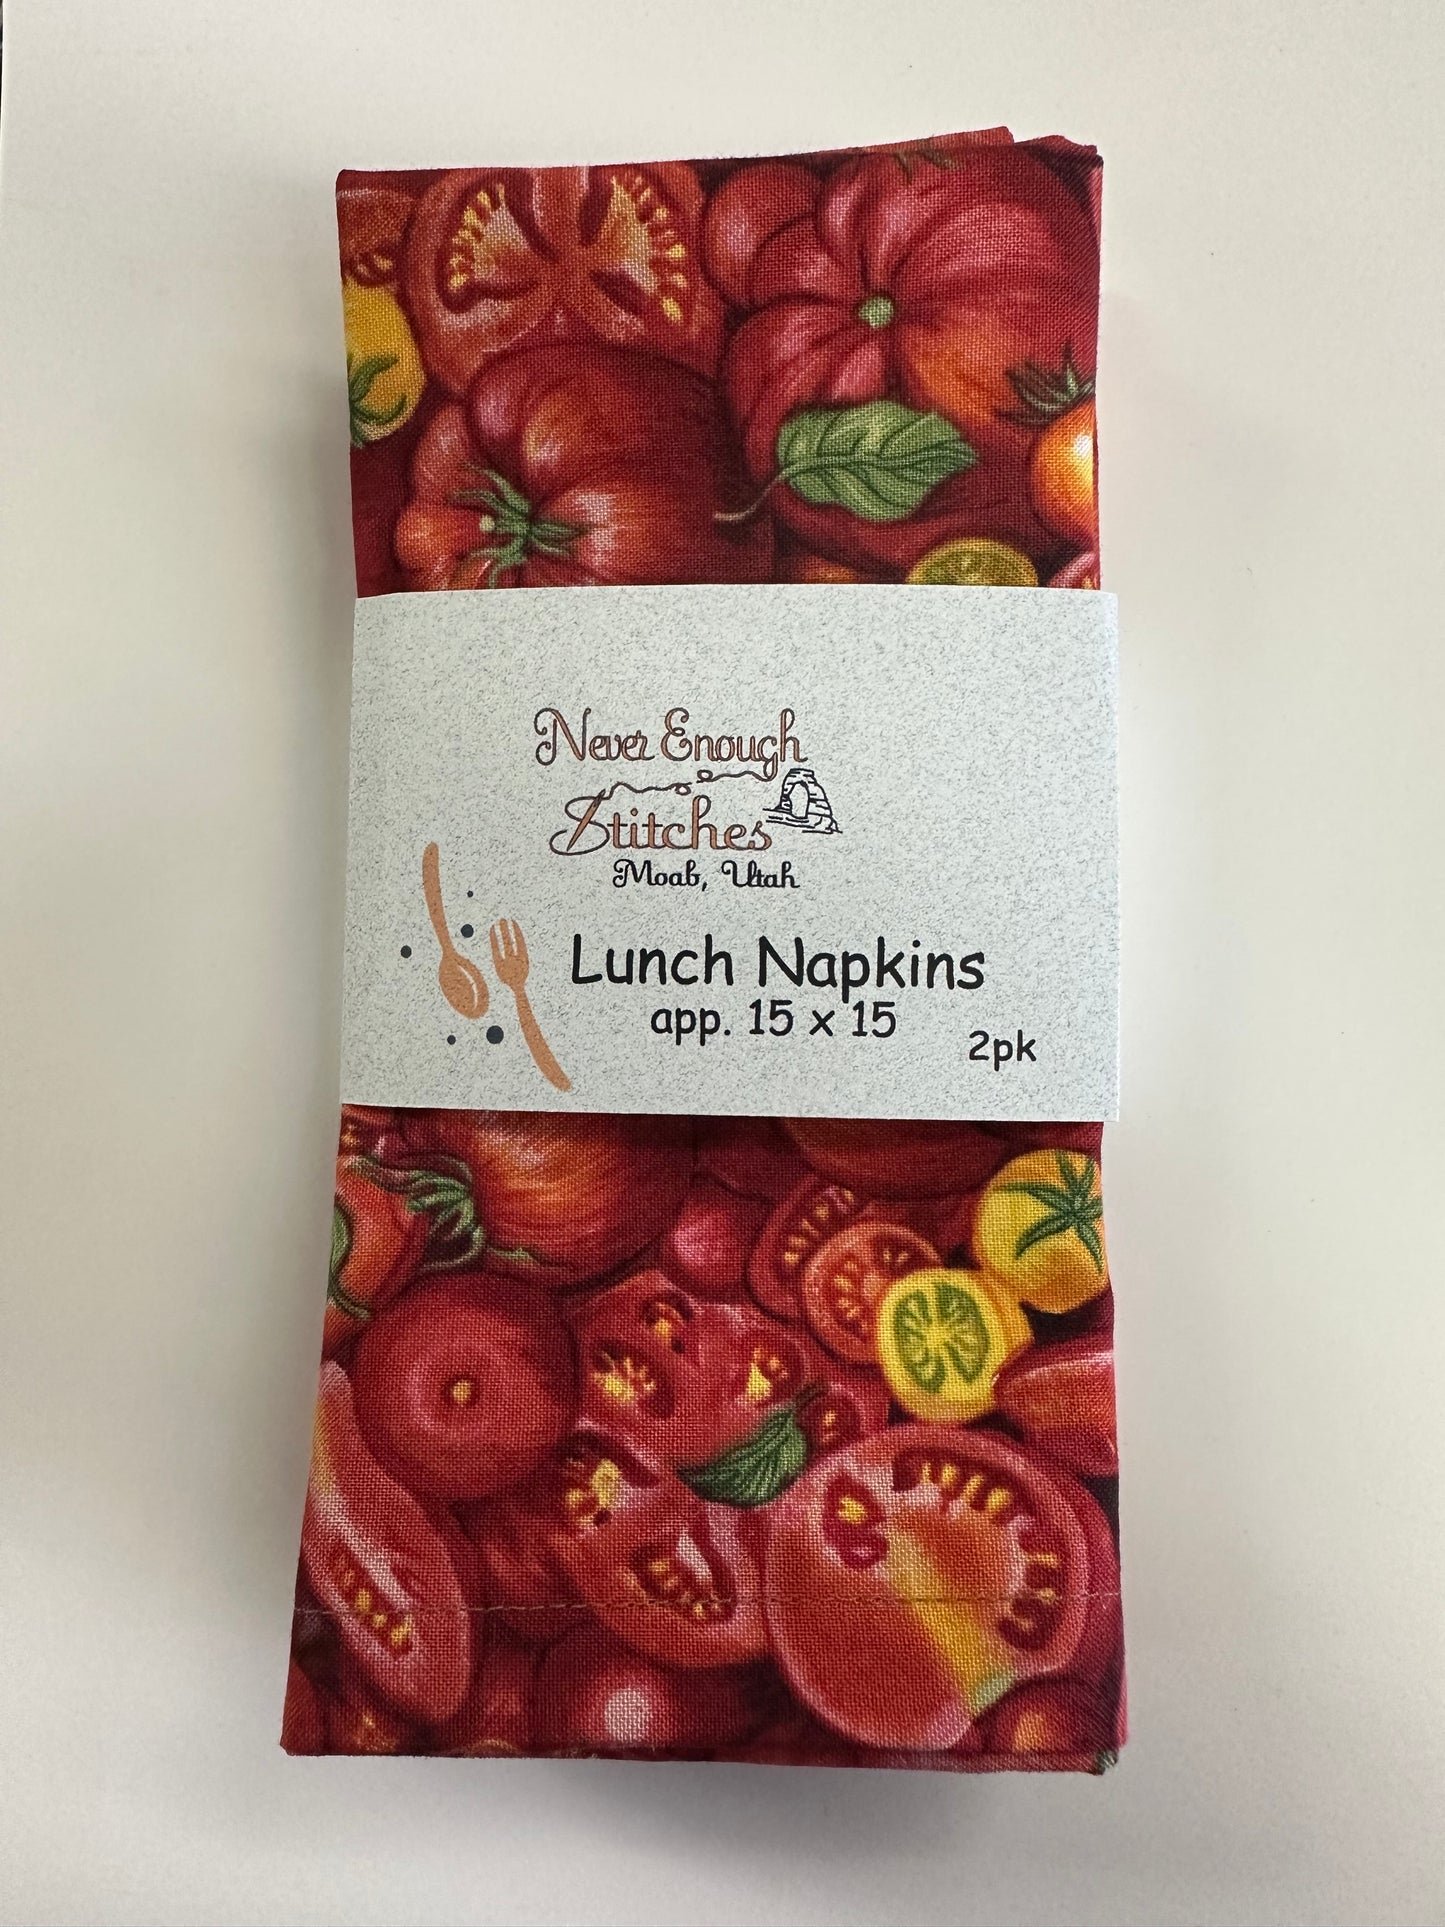 Never Enough
Stitches
Moab, Utah
Lunch Napkins
app. 15 x 15
2pk